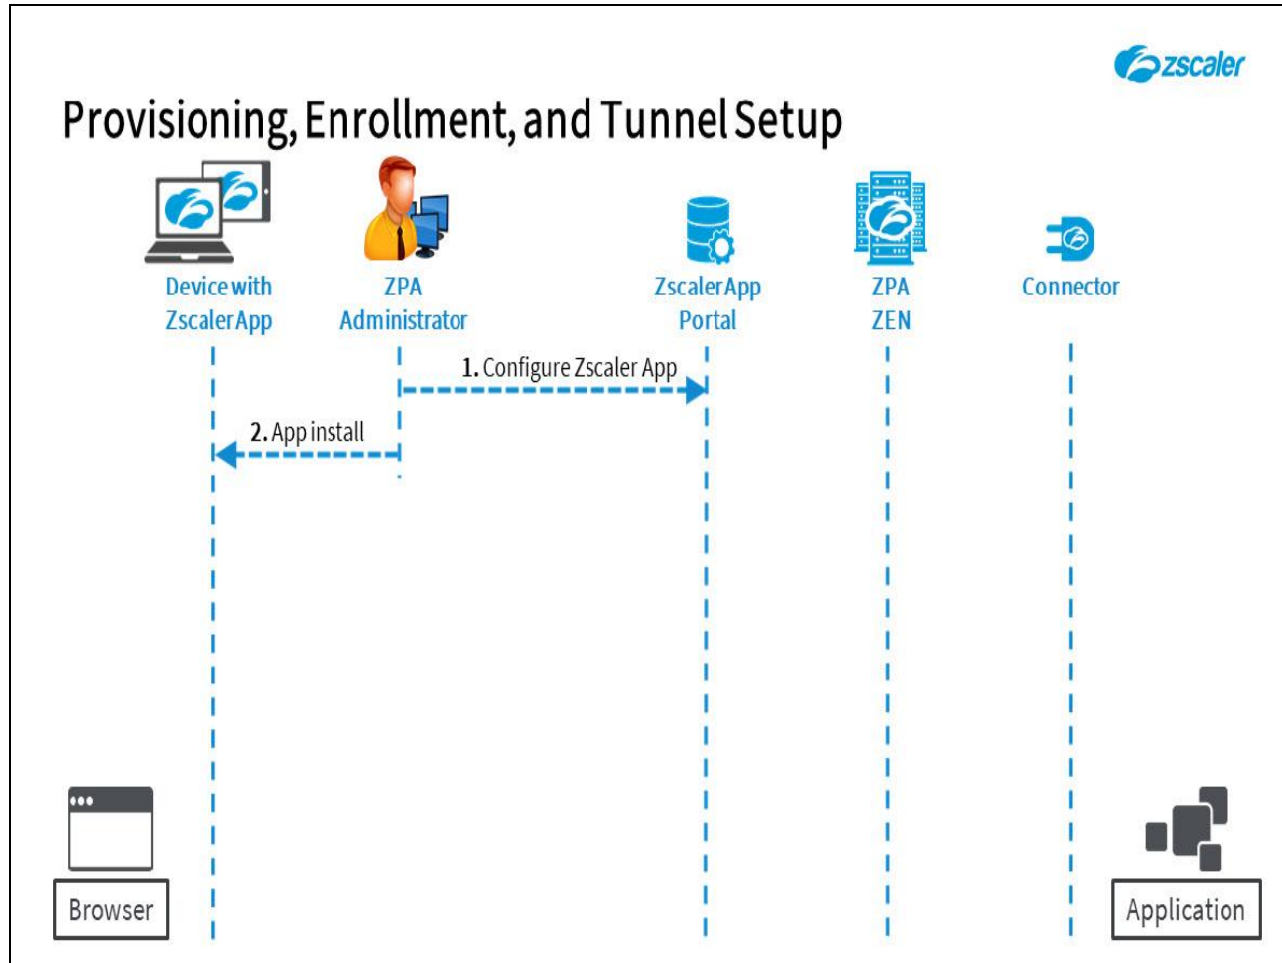 zscaler
Provisioning, Enrollment, and Tunnel Setup
Device with
Zscaler App
ZPA
Administrator
Zscaler App
Portal
ZPA
ZEN
Connector
1. Configure Zscaler App
2. App install
Browser
Application